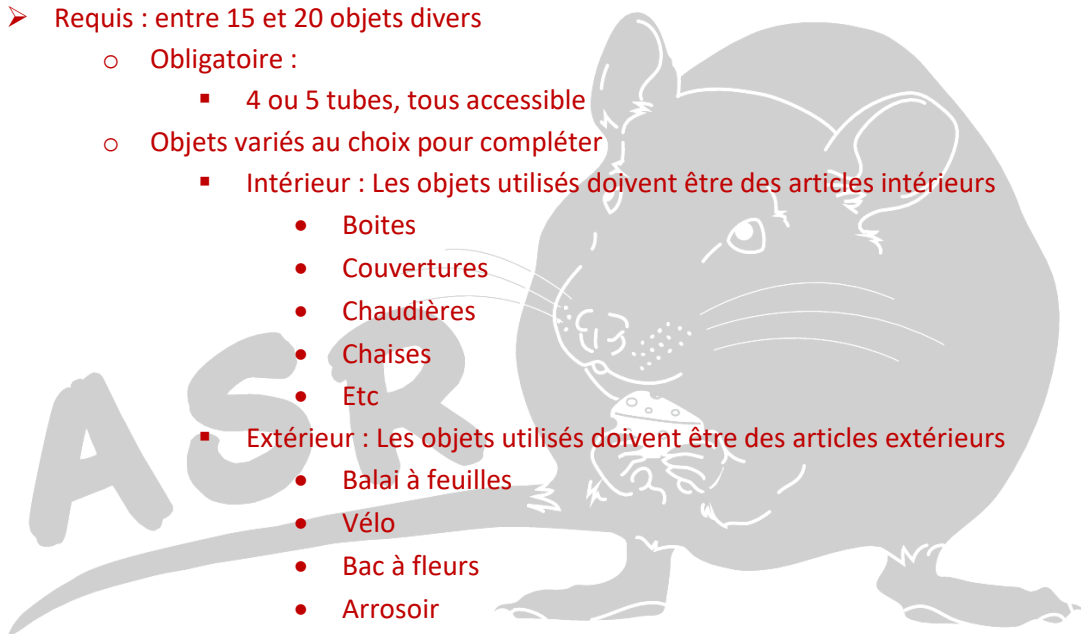 ➢ Requis : entre 15 et 20 objets divers
o Obligatoire :
▪ 4 ou 5 tubes, tous accessible
o Objets variés au choix pour compléter
▪ Intérieur : Les objets utilisés doivent être des articles intérieurs
• Boites
• Couvertures
• Chaudières
• Chaises
• Etc
▪ Extérieur : Les objets utilisés doivent être des articles extérieurs
• Balai à feuilles
• Vélo
• Bac à fleurs
• Arrosoir
ASR